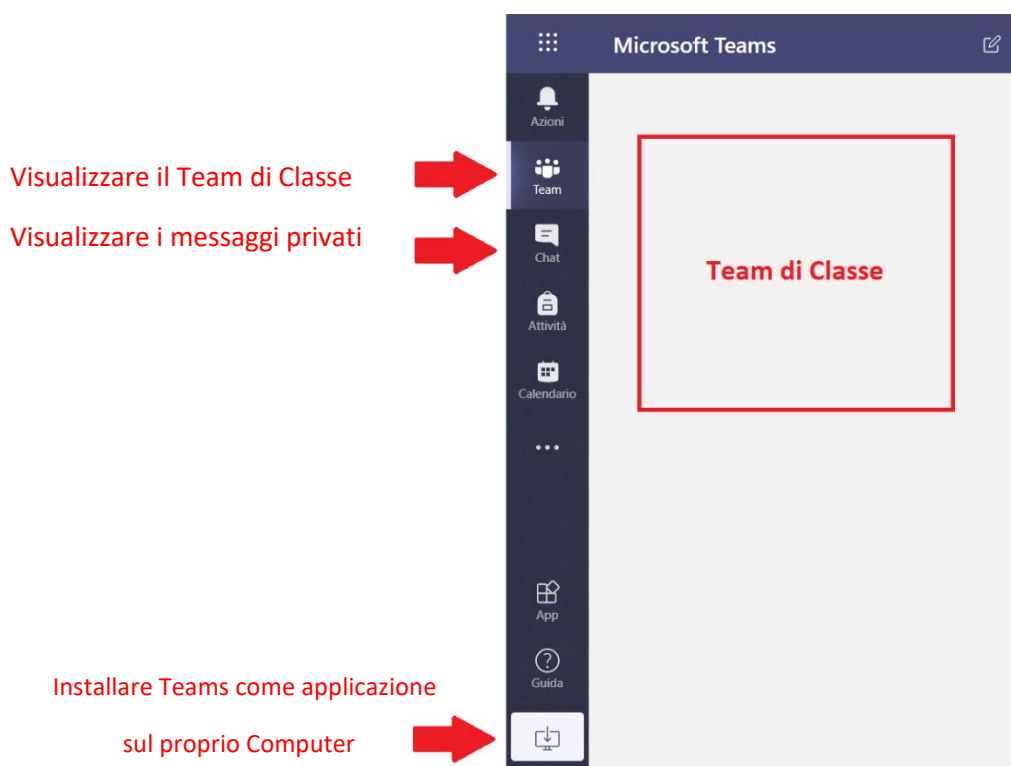 Microsoft Teams
Azioni
Visualizzare il Team di Classe
Team
Visualizzare i messaggi privati
Chat
Team di Classe
Attività
Calendario
App
Guida
Installare Teams come applicazione
sul proprio Computer